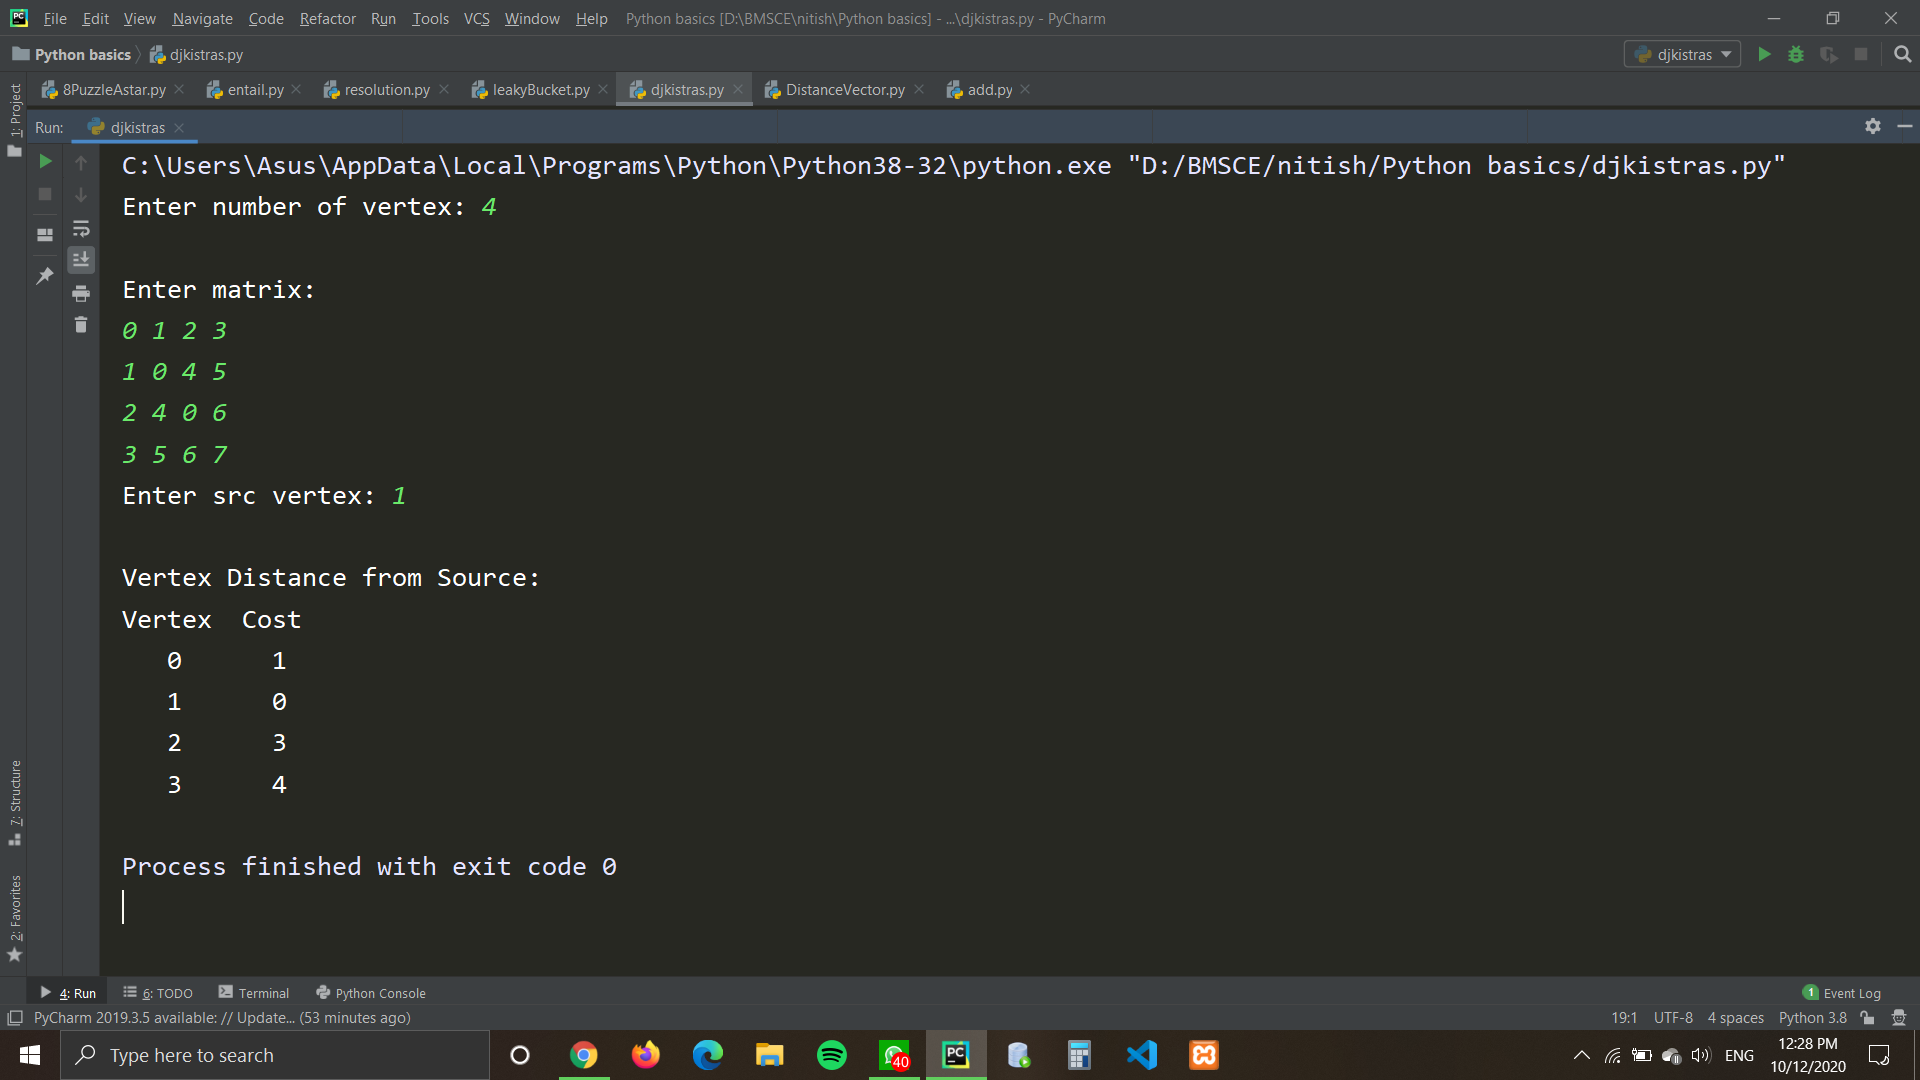 File Edit View Navigate Code Refactor Run Tools VCS Window Help Python basics [D:\BMSCE\nitish\Python basics] - ...\djkistras.py - PyCharm
Python basics djkistras.py djkistras
8PuzzleAstar.py entail.py resolution.py leakyBucket.py djkistras.py DistanceVector.py add.py
1: Project
Run: djkistras
C:\Users\Asus\AppData\Local\Programs\Python\Python38-32\python.exe "D:/BMSCE/nitish/Python basics/djkistras.py"
Enter number of vertex: 4
Enter matrix:
0 1 2 3
1 0 4 5
2 4 0 6
3 5 6 7
Enter src vertex: 1
Vertex Distance from Source:
Vertex Cost
0 1
1 0
2 3
3 4
Process finished with exit code 0
7: Structure
2: Favorites
4: Run 6: TODO Terminal Python Console 1 Event Log
PyCharm 2019.3.5 available: // Update... (53 minutes ago) 19:1 UTF-8 4 spaces Python 3.8
Type here to search 40 PC ENG 12:28 PM
10/12/2020